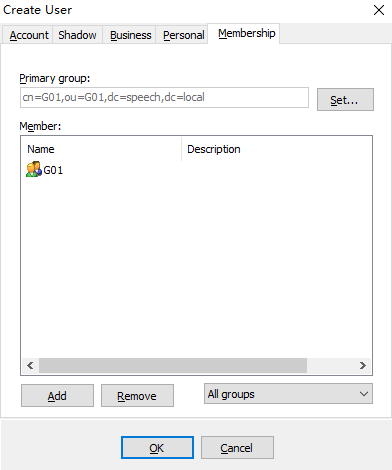 Create User
Account Shadow Business Personal Membership
Primary group:
cn=G01,ou=G01,dc=speech,dc=local
Set...
Member:
Name Description
G01
Add Remove All groups
OK Cancel